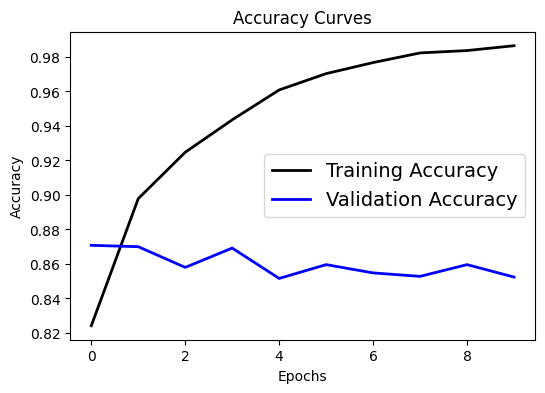 Accuracy Curves
0.98
0.96
0.94
0.92
0.90
0.88
0.86
0.84
0.82
Accuracy
Training Accuracy
Validation Accuracy
0 2 4 6 8
Epochs